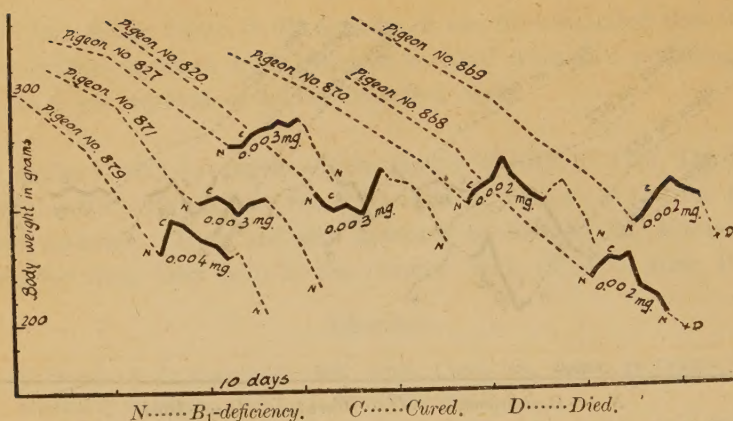 Pigeon No. 820
Pigeon No. 827
Pigeon No. 871
Pigeon No. 879
Pigeon No. 870
Pigeon No. 868
Pigeon No. 869
300
200
Body weight in grams
N C 0.003 mg. N
N C 0.003 mg. N
N C 0.003 mg. N
N C 0.004 mg. N
N C 0.002 mg. N
N C 0.002 mg. +D
N C 0.002 mg. N +D
10 days
N...... B₁-deficiency. C......Cured. D......Died.